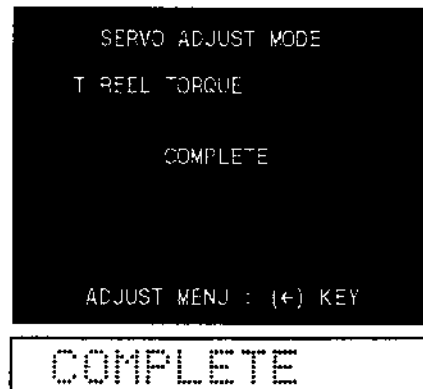 SERVO ADJUST MODE
T REEL TORQUE
COMPLETE
ADJUST MENU : (←) KEY
COMPLETE